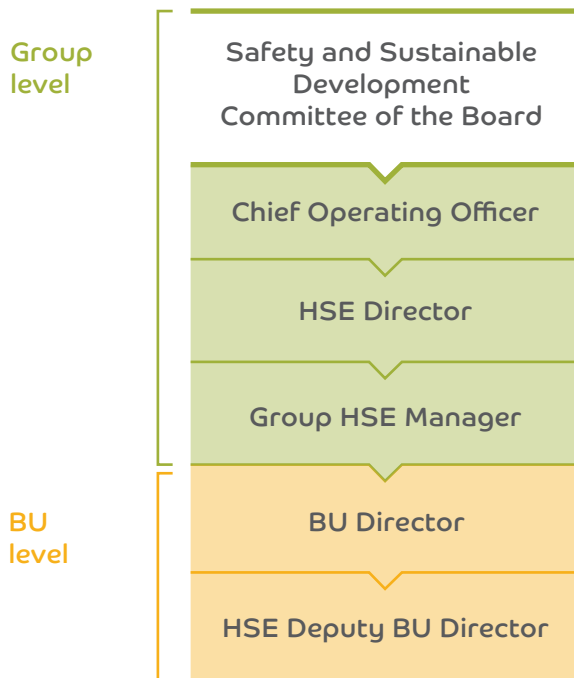 Group
level
Safety and Sustainable
Development
Committee of the Board
Chief Operating Officer
HSE Director
Group HSE Manager
BU
level
BU Director
HSE Deputy BU Director